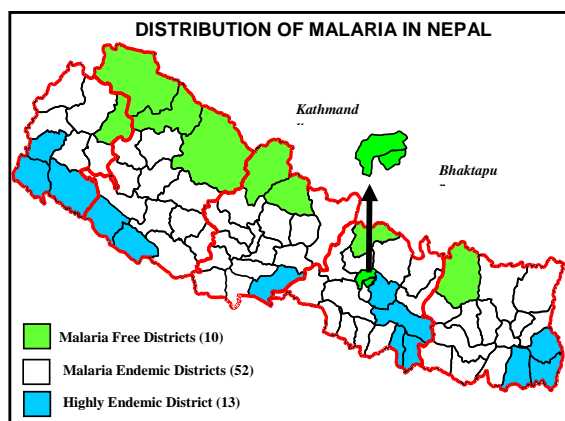 DISTRIBUTION OF MALARIA IN NEPAL
Kathmand
..
Bhaktapu
..
Malaria Free Districts (10)
Malaria Endemic Districts (52)
Highly Endemic District (13)